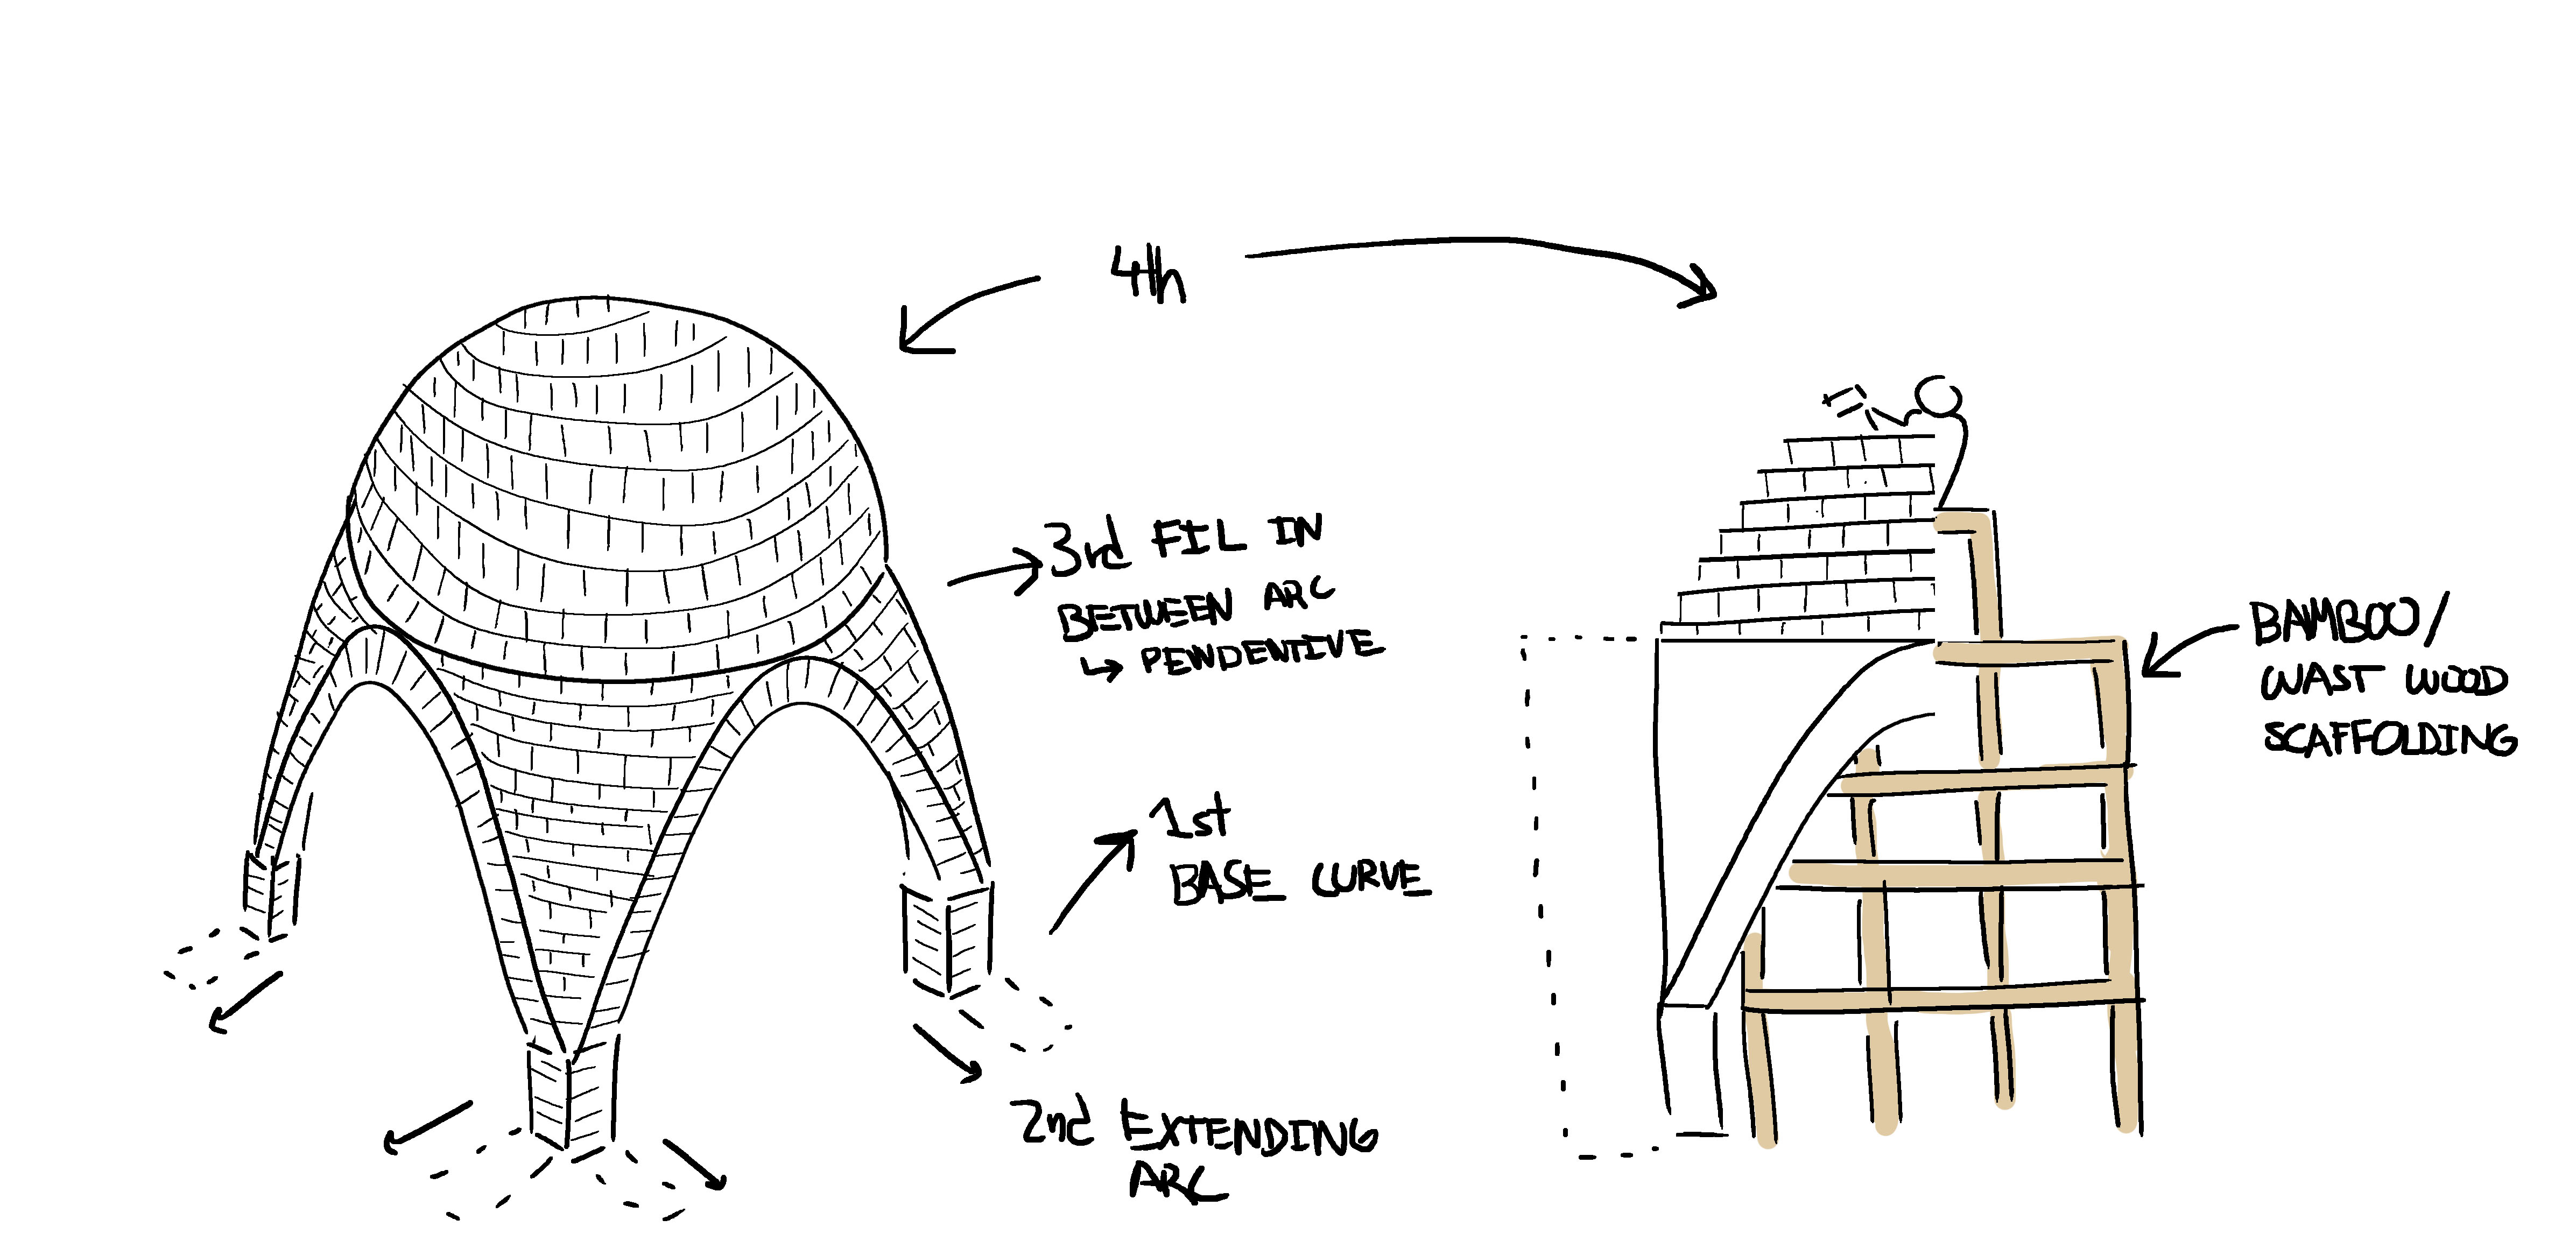 4th
3rd FIL IN
BETWEEN ARC
↳ PENDENTIVE
1st
BASE CURVE
2nd EXTENDING
ARC
BAMBOO/
WAST WOOD
SCAFFOLDING